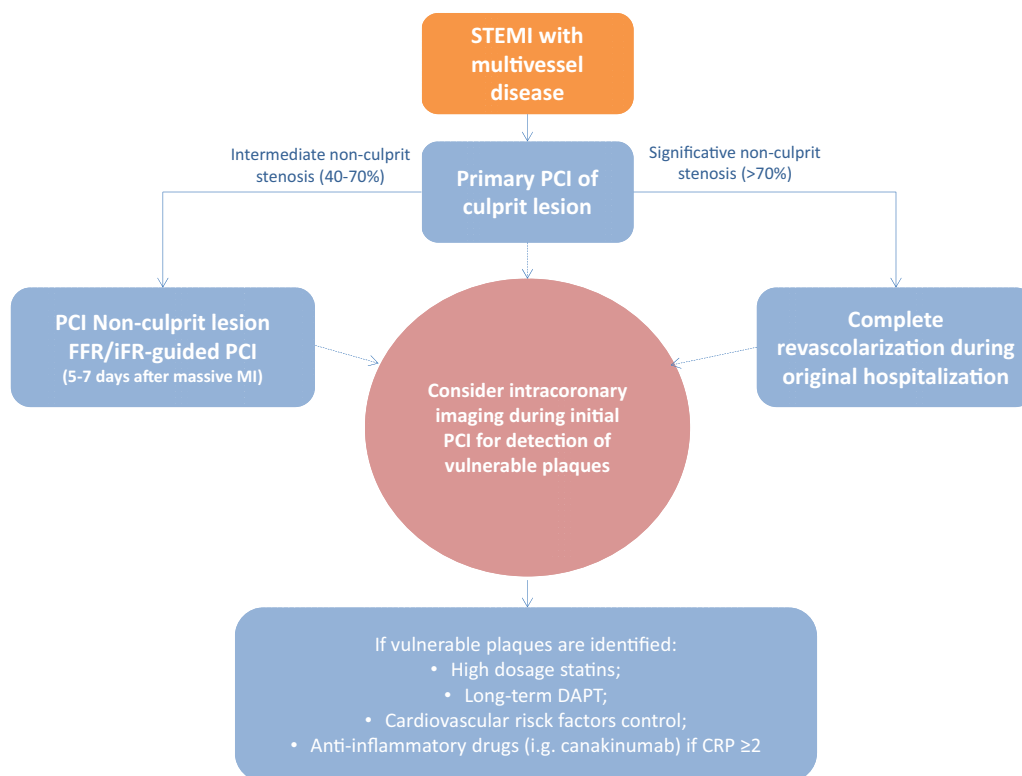 STEMI with
multivessel
disease
Intermediate non-culprit
stenosis (40-70%)
Primary PCI of
culprit lesion
Significative non-culprit
stenosis (>70%)
PCI Non-culprit lesion
FFR/iFR-guided PCI
(5-7 days after massive MI)
Complete
revascolarization during
original hospitalization
Consider intracoronary
imaging during initial
PCI for detection of
vulnerable plaques
If vulnerable plaques are identified:
• High dosage statins;
• Long-term DAPT;
• Cardiovascular risck factors control;
• Anti-inflammatory drugs (i.g. canakinumab) if CRP ≥2